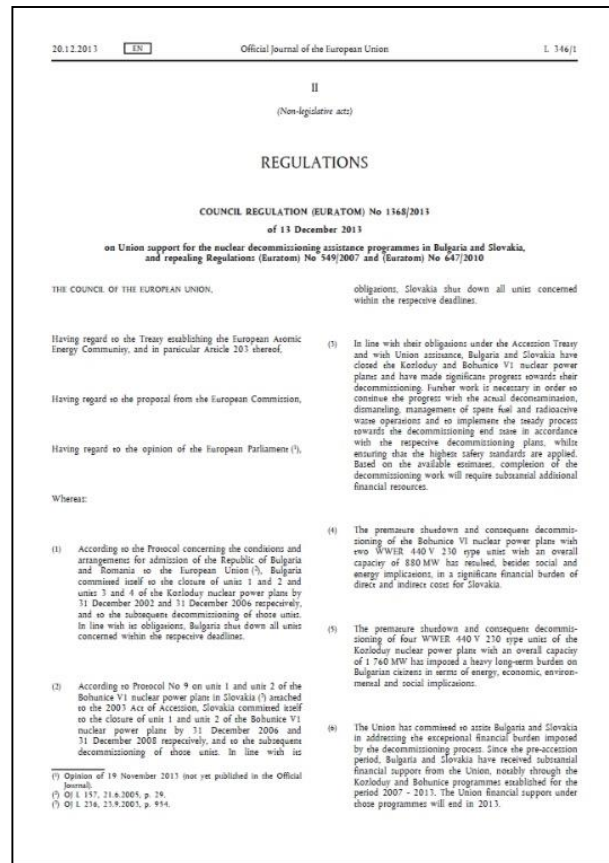 20.12.2013
EN
Official Journal of the European Union
L 346/1
II
(Non-legislative acts)
REGULATIONS
COUNCIL REGULATION (EURATOM) No 1368/2013
of 13 December 2013
on Union support for the nuclear decommissioning assistance programmes in Bulgaria and Slovakia,
and repealing Regulations (Euratom) No 549/2007 and (Euratom) No 647/2010
THE COUNCIL OF THE EUROPEAN UNION,
Having regard to the Treaty establishing the European Atomic
Energy Community, and in particular Article 203 thereof,
Having regard to the proposal from the European Commission,
Having regard to the opinion of the European Parliament (¹),
Whereas:
(1) According to the Protocol concerning the conditions and
arrangements for admission of the Republic of Bulgaria
and Romania to the European Union (²), Bulgaria
committed itself to the closure of units 1 and 2 and
units 3 and 4 of the Kozloduy nuclear power plant by
31 December 2002 and 31 December 2006 respectively,
and to the subsequent decommissioning of those units.
In line with its obligations, Bulgaria shut down all units
concerned within the respective deadlines.
(2) According to Protocol No 9 on unit 1 and unit 2 of the
Bohunice V1 nuclear power plant in Slovakia (³) attached
to the 2003 Act of Accession, Slovakia committed itself
to the closure of unit 1 and unit 2 of the Bohunice V1
nuclear power plant by 31 December 2006 and
31 December 2008 respectively, and to the subsequent
decommissioning of those units. In line with its
(¹) Opinion of 19 November 2013 (not yet published in the Official
Journal).
(²) OJ L 157, 21.6.2005, p. 29.
(³) OJ L 236, 23.9.2003, p. 954.
obligations, Slovakia shut down all units concerned
within the respective deadlines.
(3) In line with their obligations under the Accession Treaty
and with Union assistance, Bulgaria and Slovakia have
closed the Kozloduy and Bohunice V1 nuclear power
plants and have made significant progress towards their
decommissioning. Further work is necessary in order to
continue the progress with the actual decontamination,
dismantling, management of spent fuel and radioactive
waste operations and to implement the steady process
towards the decommissioning end state in accordance
with the respective decommissioning plans, whilst
ensuring that the highest safety standards are applied.
Based on the available estimates, completion of the
decommissioning work will require substantial additional
financial resources.
(4) The premature shutdown and consequent decommis-
sioning of the Bohunice V1 nuclear power plant with
two WWER 440 V 230 type units with an overall
capacity of 880 MW has resulted, besides social and
energy implications, in a significant financial burden of
direct and indirect costs for Slovakia.
(5) The premature shutdown and consequent decommis-
sioning of four WWER 440 V 230 type units of the
Kozloduy nuclear power plant with an overall capacity
of 1 760 MW has imposed a heavy long-term burden on
Bulgarian citizens in terms of energy, economic, environ-
mental and social implications.
(6) The Union has committed to assist Bulgaria and Slovakia
in addressing the exceptional financial burden imposed
by the decommissioning process. Since the pre-accession
period, Bulgaria and Slovakia have received substantial
financial support from the Union, notably through the
Kozloduy and Bohunice programmes established for the
period 2007 - 2013. The Union financial support under
those programmes will end in 2013.